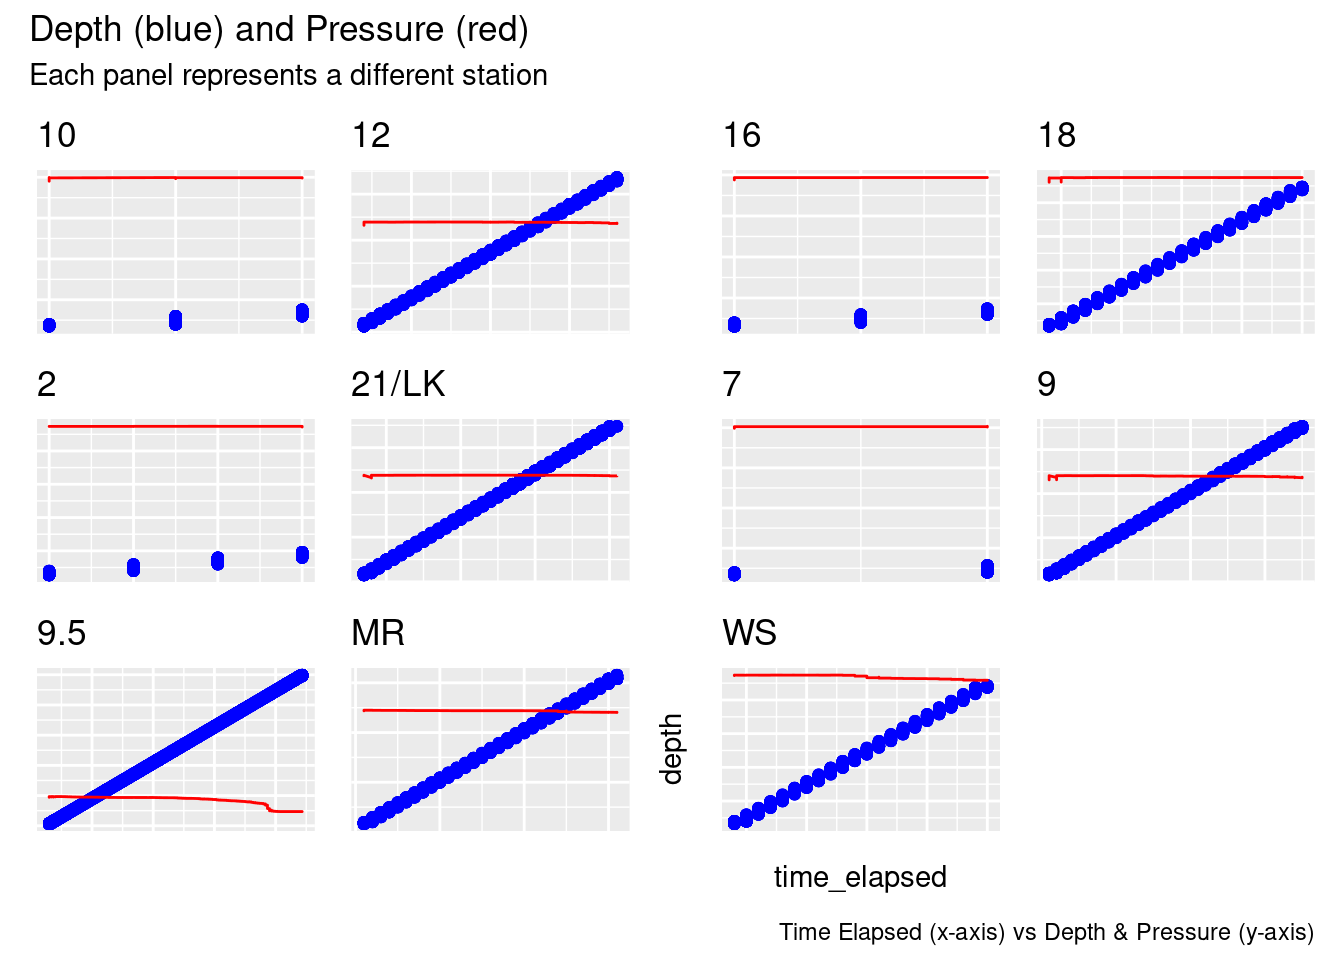 Depth (blue) and Pressure (red)
Each panel represents a different station
10
12
16
18
2
21/LK
7
9
9.5
MR
WS
depth
time_elapsed
Time Elapsed (x-axis) vs Depth & Pressure (y-axis)